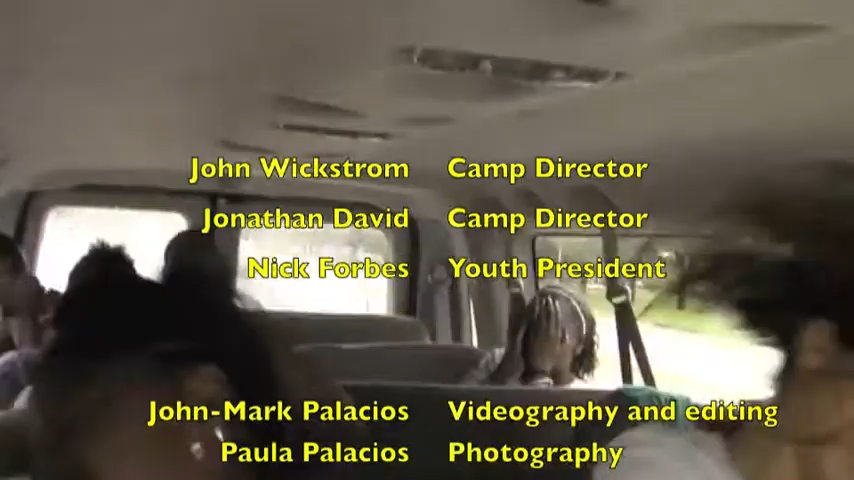 John Wickstrom Camp Director
Jonathan David Camp Director
Nick Forbes Youth President
John-Mark Palacios Videography and editing
Paula Palacios Photography